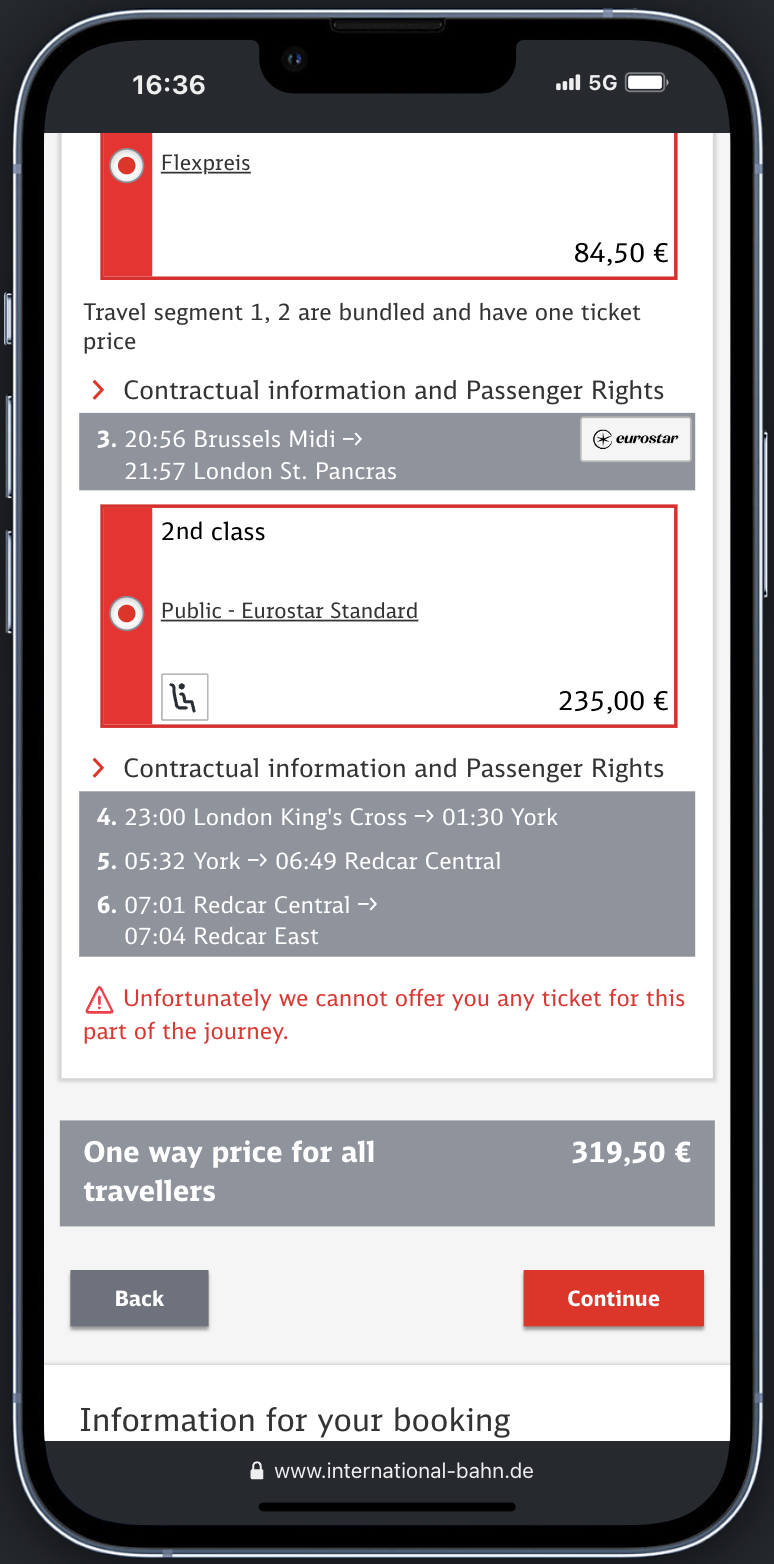 16:36
5G
Flexpreis
84,50 €
Travel segment 1, 2 are bundled and have one ticket
price
Contractual information and Passenger Rights
3. 20:56 Brussels Midi –>
21:57 London St. Pancras
eurostar
2nd class
Public - Eurostar Standard
235,00 €
Contractual information and Passenger Rights
4. 23:00 London King's Cross –> 01:30 York
5. 05:32 York –> 06:49 Redcar Central
6. 07:01 Redcar Central –>
07:04 Redcar East
Unfortunately we cannot offer you any ticket for this
part of the journey.
One way price for all 319,50 €
travellers
Back Continue
Information for your booking
www.international-bahn.de